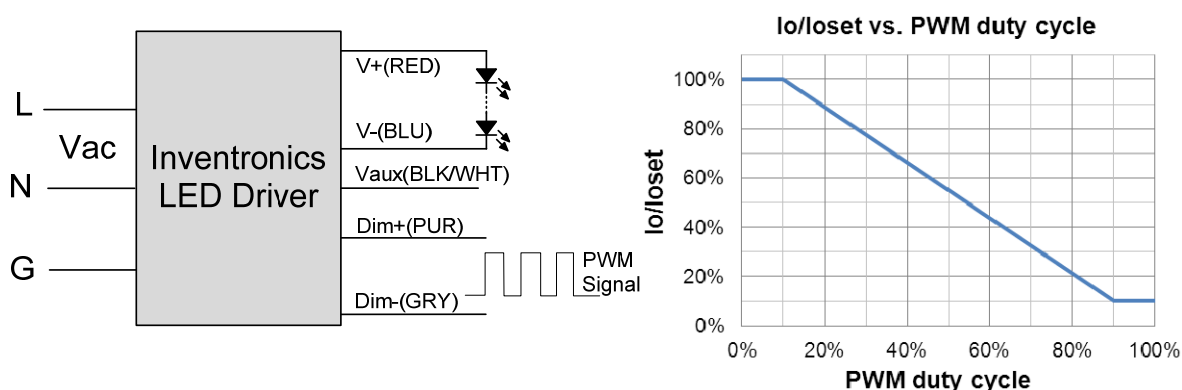 L
Vac
N
G
Inventronics
LED Driver
V+(RED)
V-(BLU)
Vaux(BLK/WHT)
Dim+(PUR)
PWM
Signal
Dim-(GRY)
Io/Ioset vs. PWM duty cycle
Io/Ioset
100%
80%
60%
40%
20%
0%
0% 20% 40% 60% 80% 100%
PWM duty cycle